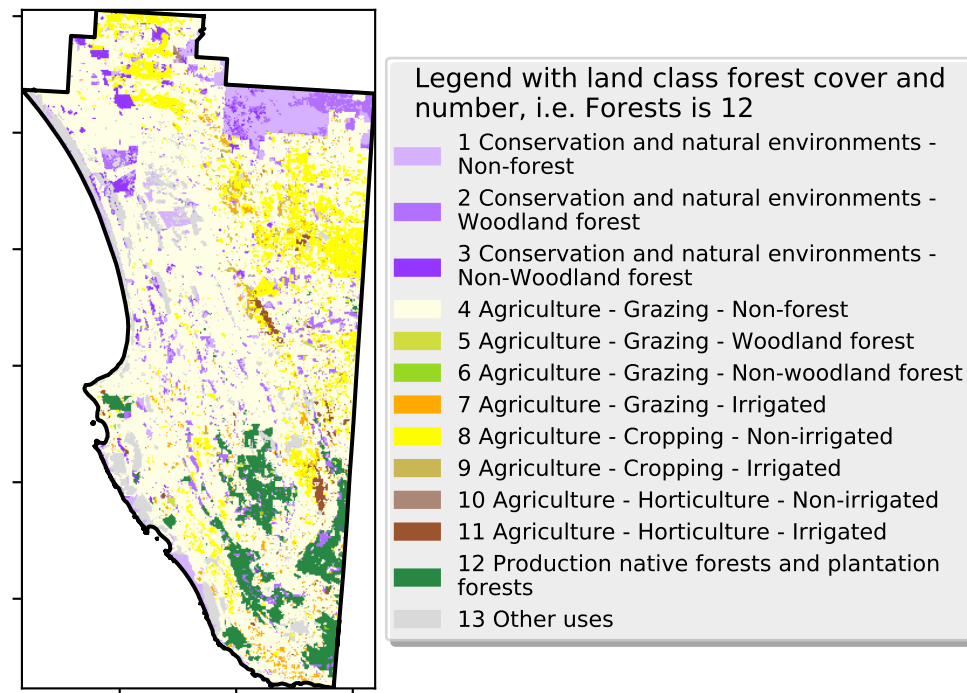 Legend with land class forest cover and
number, i.e. Forests is 12
1 Conservation and natural environments -
Non-forest
2 Conservation and natural environments -
Woodland forest
3 Conservation and natural environments -
Non-Woodland forest
4 Agriculture - Grazing - Non-forest
5 Agriculture - Grazing - Woodland forest
6 Agriculture - Grazing - Non-woodland forest
7 Agriculture - Grazing - Irrigated
8 Agriculture - Cropping - Non-irrigated
9 Agriculture - Cropping - Irrigated
10 Agriculture - Horticulture - Non-irrigated
11 Agriculture - Horticulture - Irrigated
12 Production native forests and plantation
forests
13 Other uses